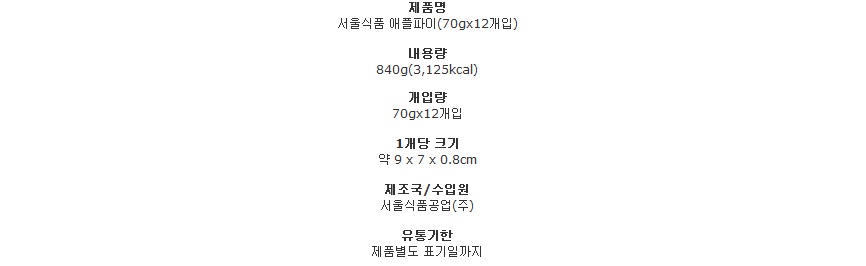 제품명
서울식품 애플파이(70gx12개입)
내용량
840g(3,125kcal)
개입량
70gx12개입
1개당 크기
약 9 x 7 x 0.8cm
제조국/수입원
서울식품공업(주)
유통기한
제품별도 표기일까지